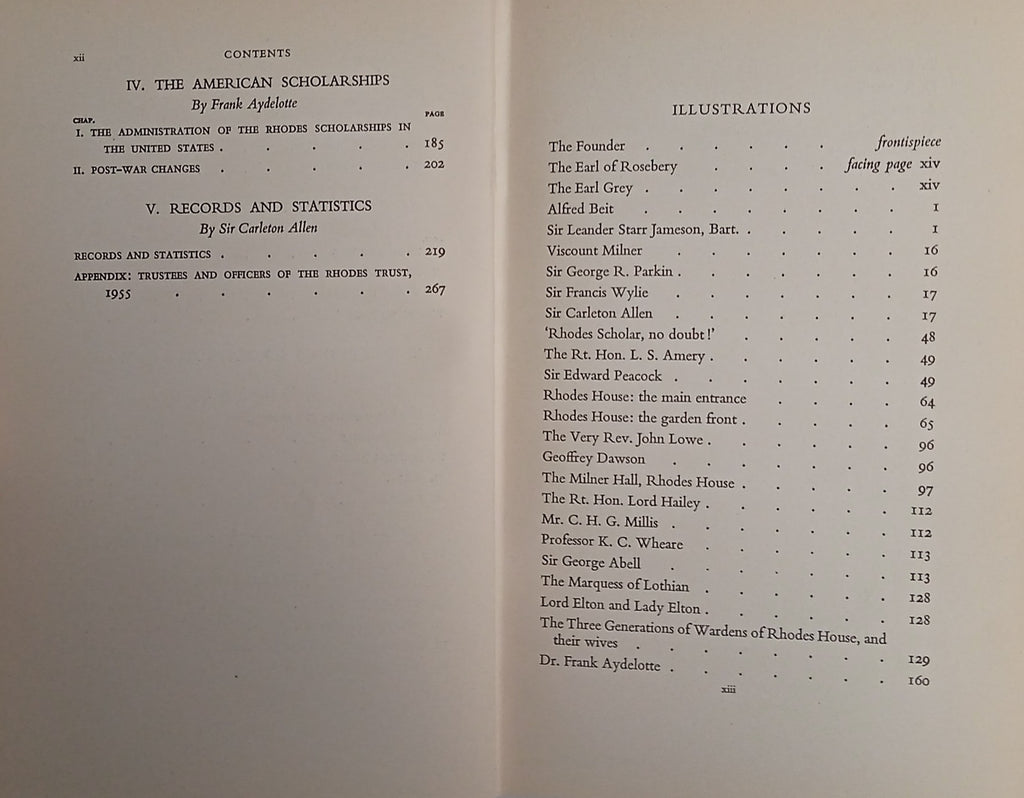 xii CONTENTS
IV. THE AMERICAN SCHOLARSHIPS
By Frank Aydelotte
CHAP. PAGE
I. THE ADMINISTRATION OF THE RHODES SCHOLARSHIPS IN
THE UNITED STATES . . . . . . 185
II. POST-WAR CHANGES . . . . . . 202
V. RECORDS AND STATISTICS
By Sir Carleton Allen
RECORDS AND STATISTICS . . . . . . 219
APPENDIX: TRUSTEES AND OFFICERS OF THE RHODES TRUST,
1955 . . . . . . 267
ILLUSTRATIONS
The Founder . . . . . . frontispiece
The Earl of Rosebery . . . . facing page xiv
The Earl Grey . . . . . . . . xiv
Alfred Beit . . . . . . . . 1
Sir Leander Starr Jameson, Bart. . . . . . 1
Viscount Milner . . . . . . . 16
Sir George R. Parkin . . . . . . . 16
Sir Francis Wylie . . . . . . . 17
Sir Carleton Allen . . . . . . . 17
'Rhodes Scholar, no doubt!' . . . . . 48
The Rt. Hon. L. S. Amery . . . . . . 49
Sir Edward Peacock . . . . . . . 49
Rhodes House: the main entrance . . . . 64
Rhodes House: the garden front . . . . . 65
The Very Rev. John Lowe . . . . . . 96
Geoffrey Dawson . . . . . . . 96
The Milner Hall, Rhodes House . . . . . 97
The Rt. Hon. Lord Hailey . . . . . . 112
Mr. C. H. G. Millis . . . . . . . 112
Professor K. C. Wheare . . . . . . 113
Sir George Abell . . . . . . . 113
The Marquess of Lothian . . . . . . 128
Lord Elton and Lady Elton . . . . . . 128
The Three Generations of Wardens of Rhodes House, and
their wives . . . . . . . . 129
Dr. Frank Aydelotte . . . . . . . 160
xiii